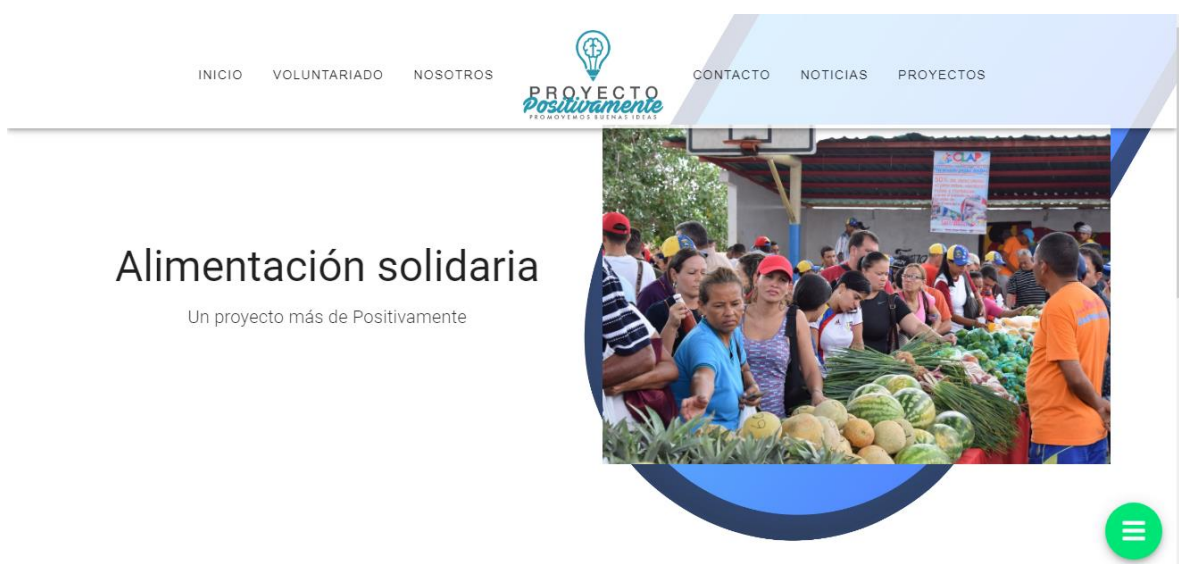 INICIO
VOLUNTARIADO
NOSOTROS
PROYECTO
Positivamente
PROMOVEMOS BUENAS IDEAS
CONTACTO
NOTICIAS
PROYECTOS
CLAP
Alimentación solidaria
Un proyecto más de Positivamente